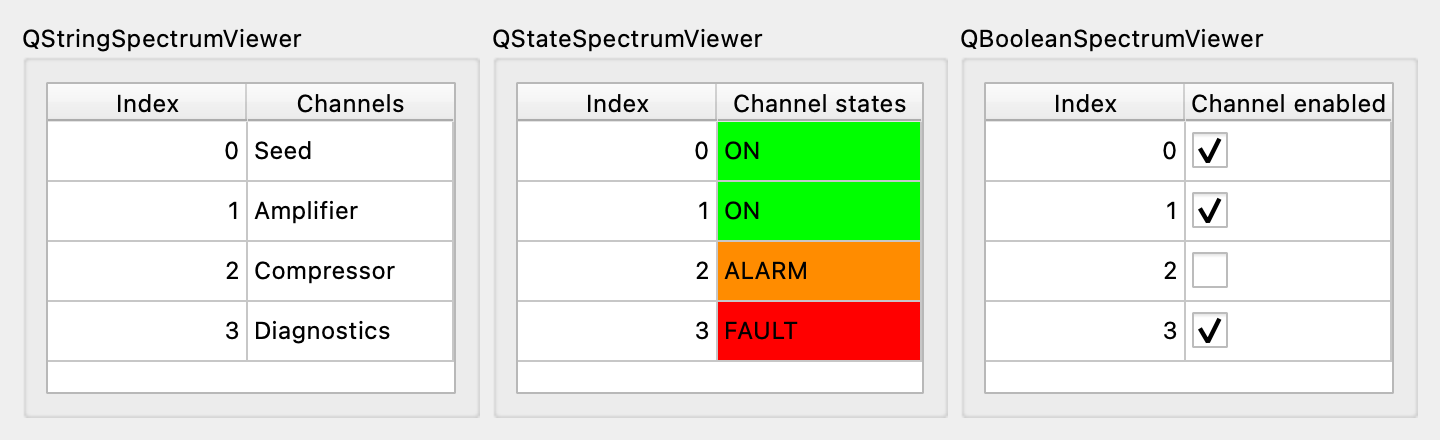 QStringSpectrumViewer
Index Channels
0 Seed
1 Amplifier
2 Compressor
3 Diagnostics
QStateSpectrumViewer
Index Channel states
0 ON
1 ON
2 ALARM
3 FAULT
QBooleanSpectrumViewer
Index Channel enabled
0
1
2
3